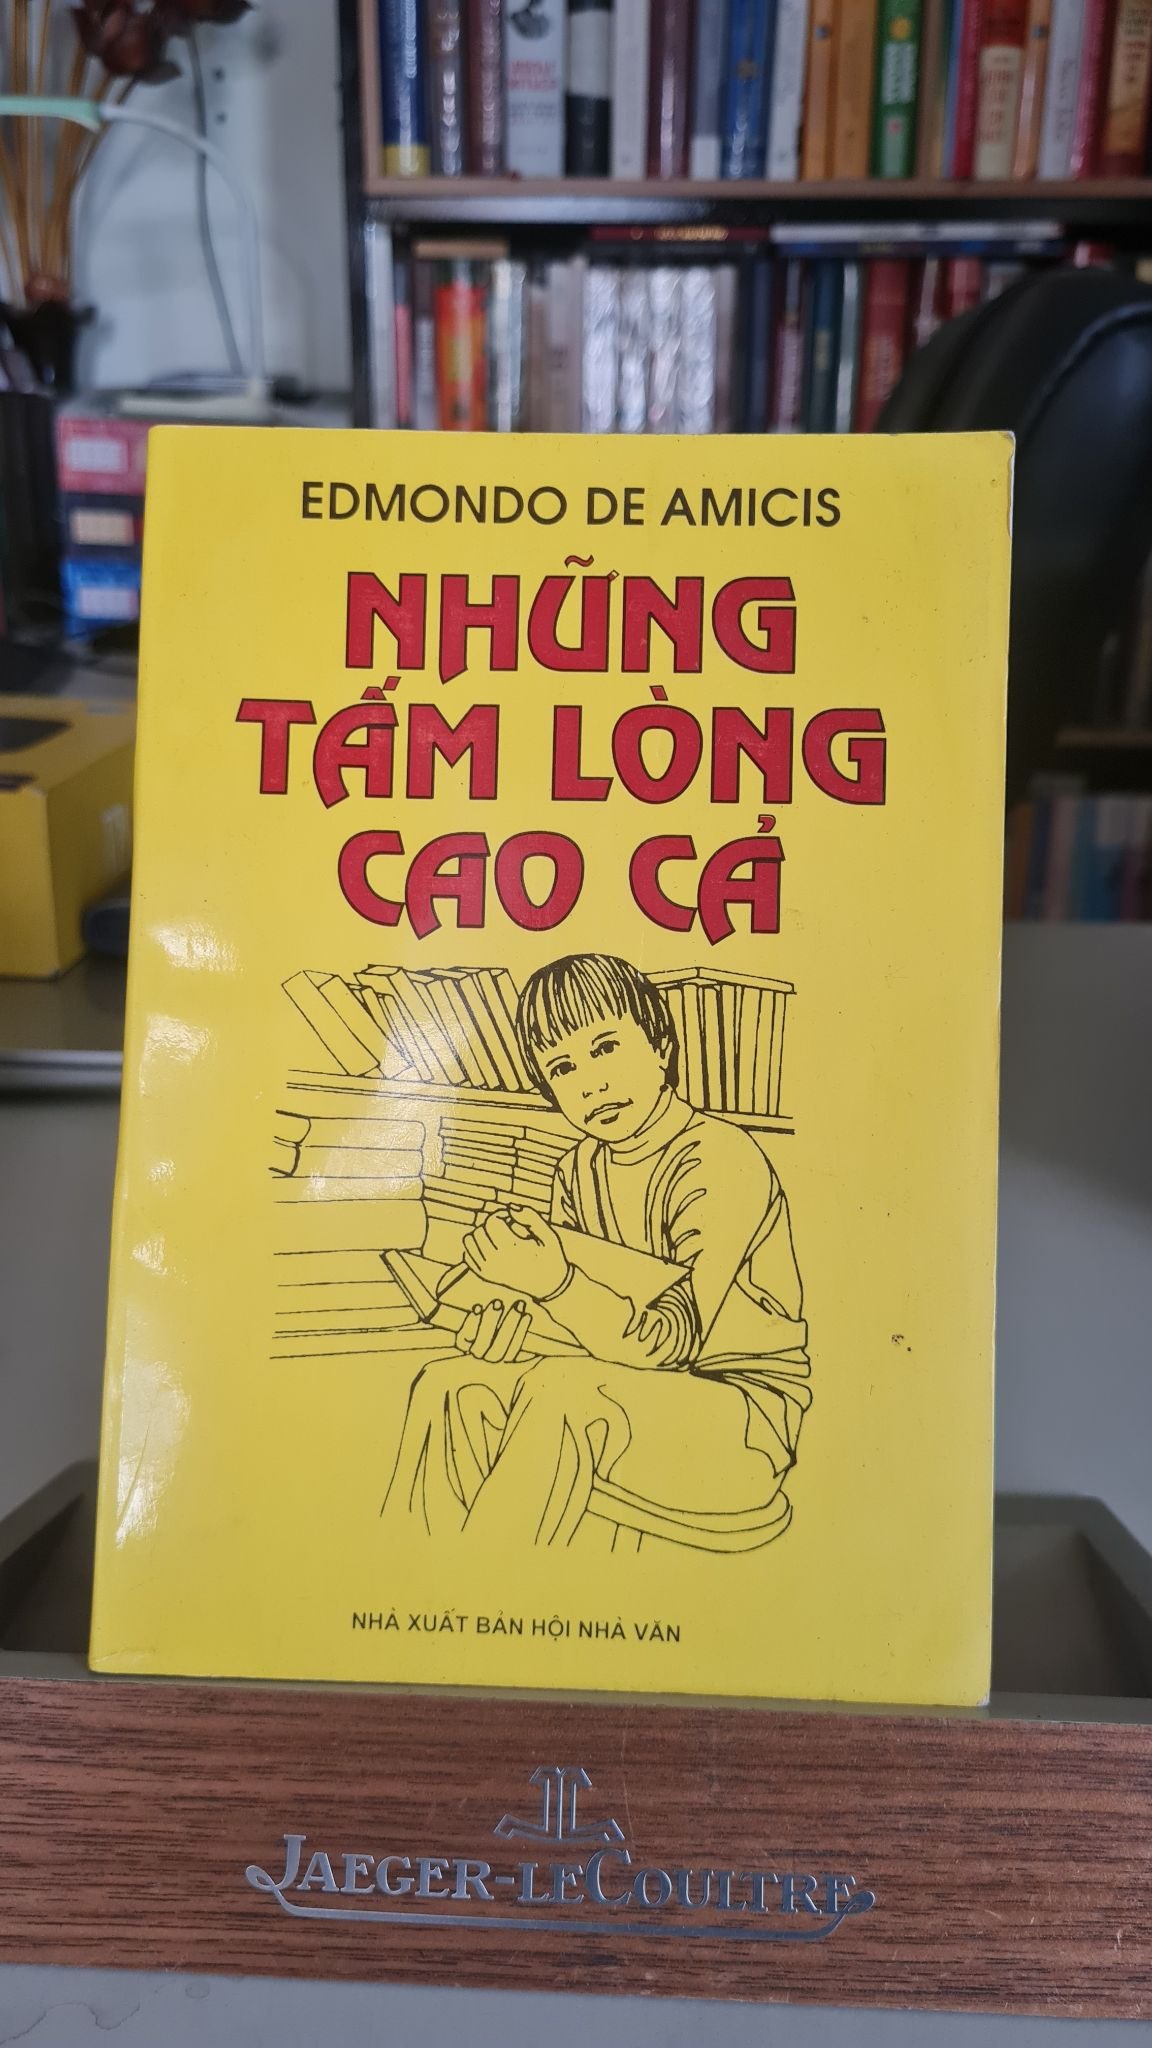 EDMONDO DE AMICIS
NHỮNG
TẤM LÒNG
CAO CẢ
NHÀ XUẤT BẢN HỘI NHÀ VĂN
JAEGER-LECOULTRE